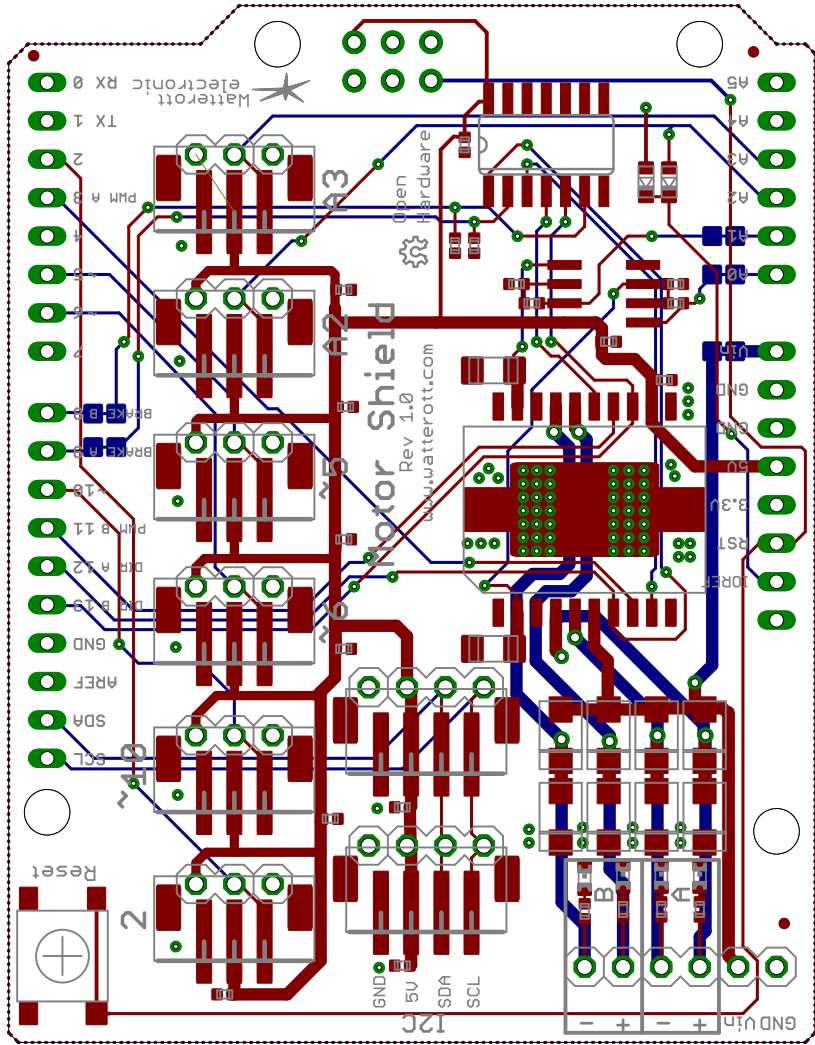 0 RX
Watterott
electronic
1 TX
2
3 PWM A
4
~5
~6
7
8 BRAKE B
9 BRAKE A
~10
11 PWM B
12 DIR A
13 DIR B
GND
AREF
SDA
SCL
Reset
A3
A2
~5
~6
~10
2
Open
Hardware
Motor Shield
Rev 1.0
www.watterott.com
A5
A4
A3
A2
A1
A0
Vin
GND
GND
5V
3.3V
RST
IOREF
GND
5V
SDA
SCL
I2C
B
A
- + - +
GND Vin